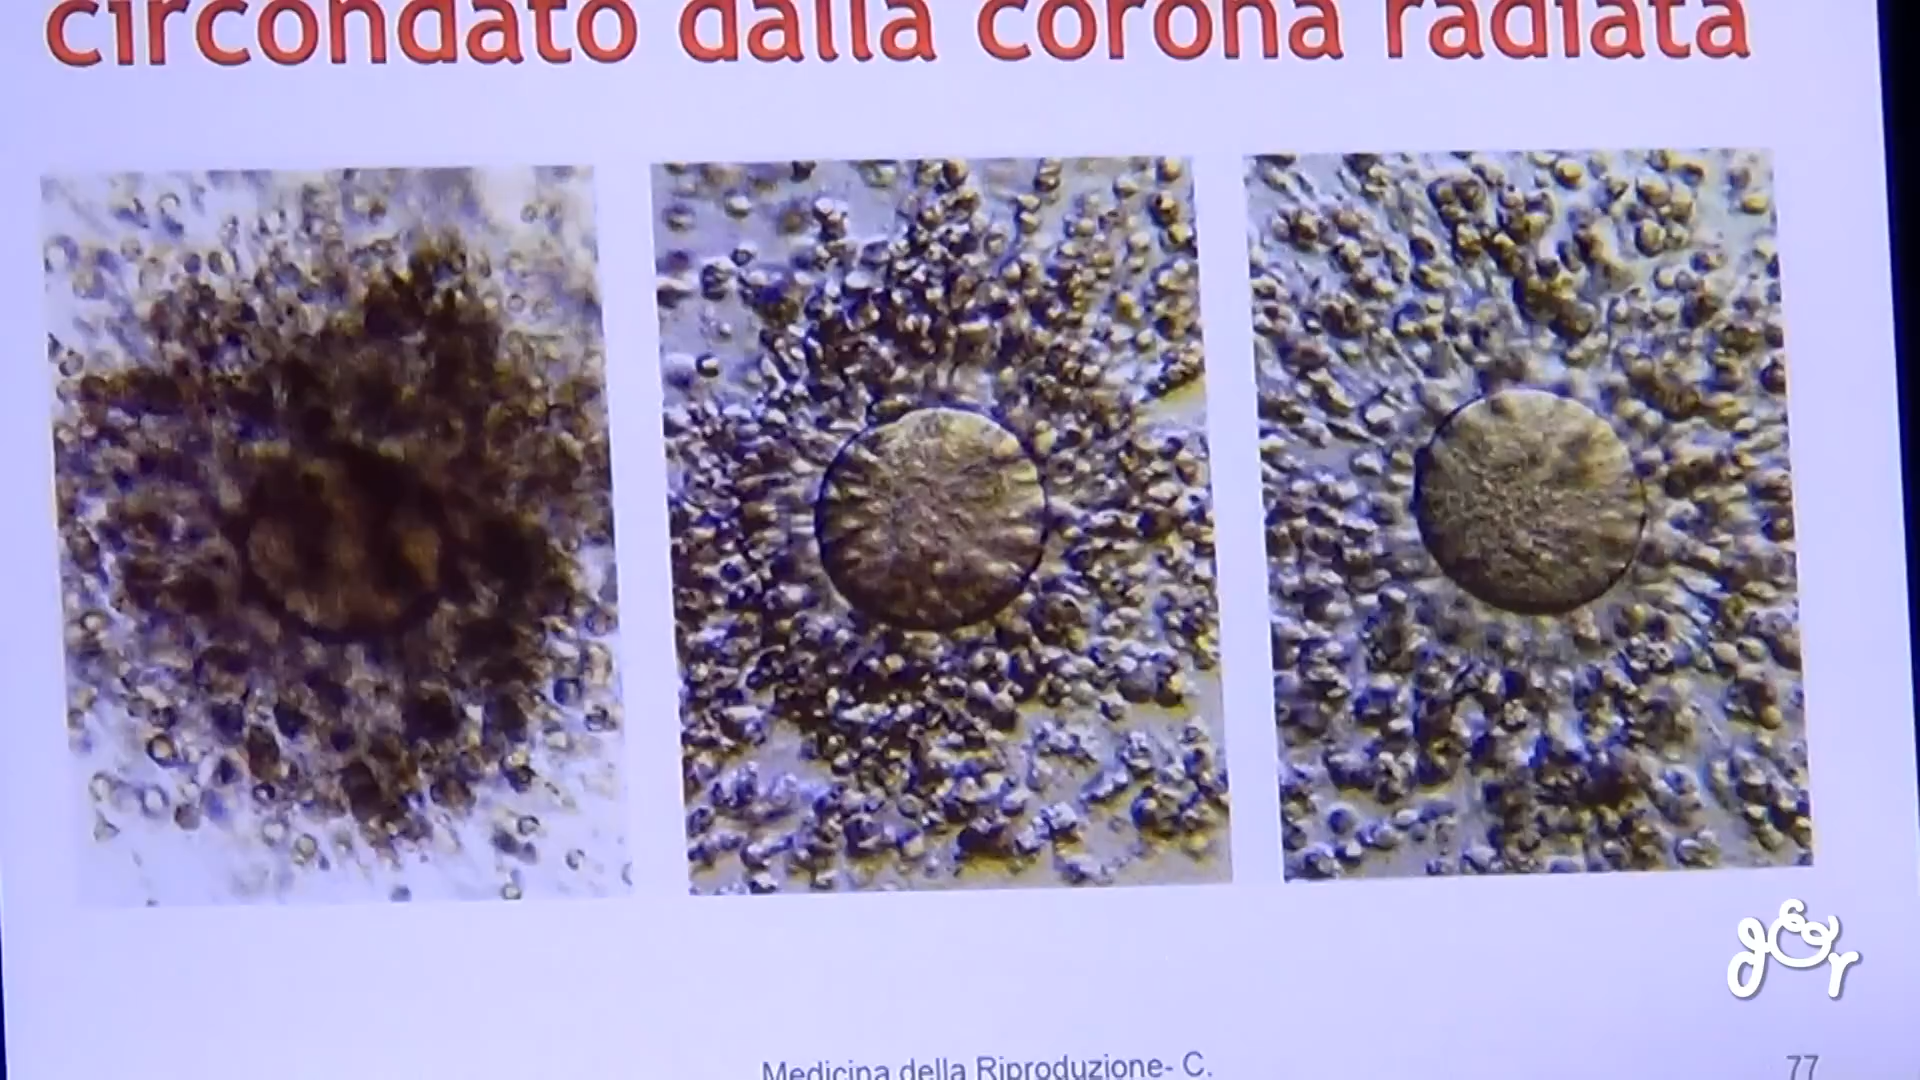 circondato dalla corona radiata
g&r
Medicina della Riproduzione- C.
77